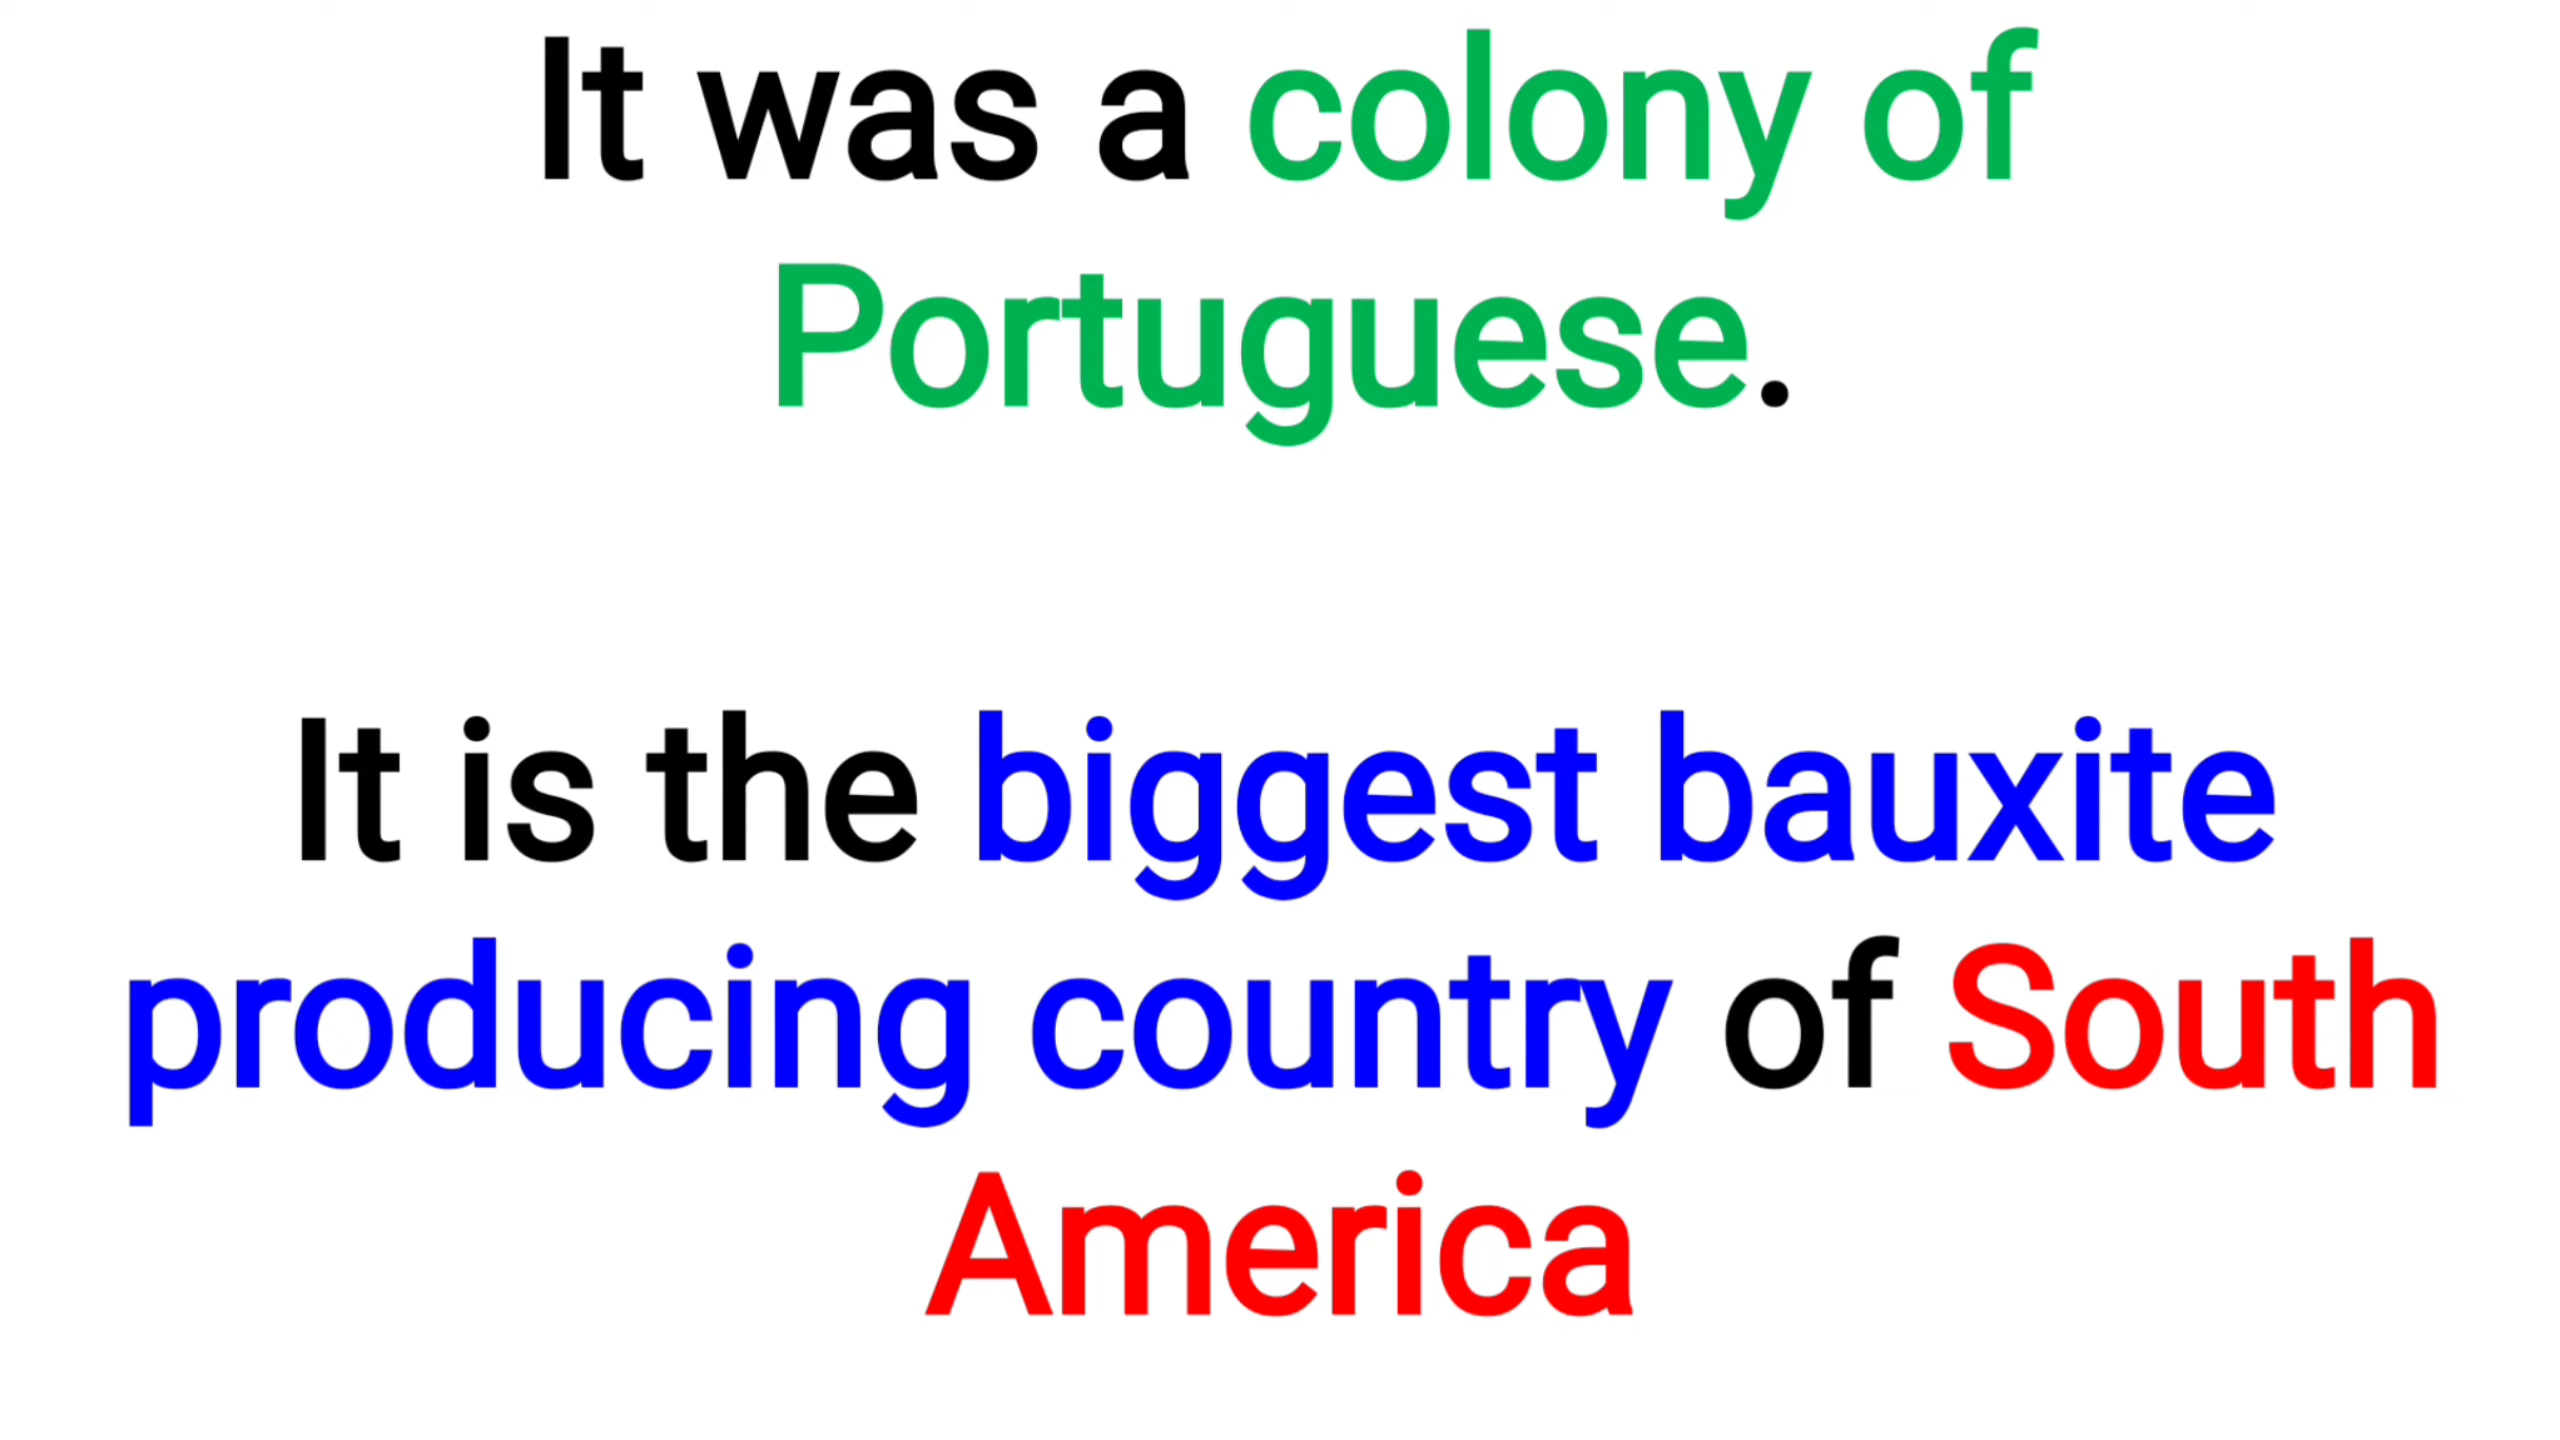 It was a colony of
Portuguese.
It is the biggest bauxite
producing country of South
America